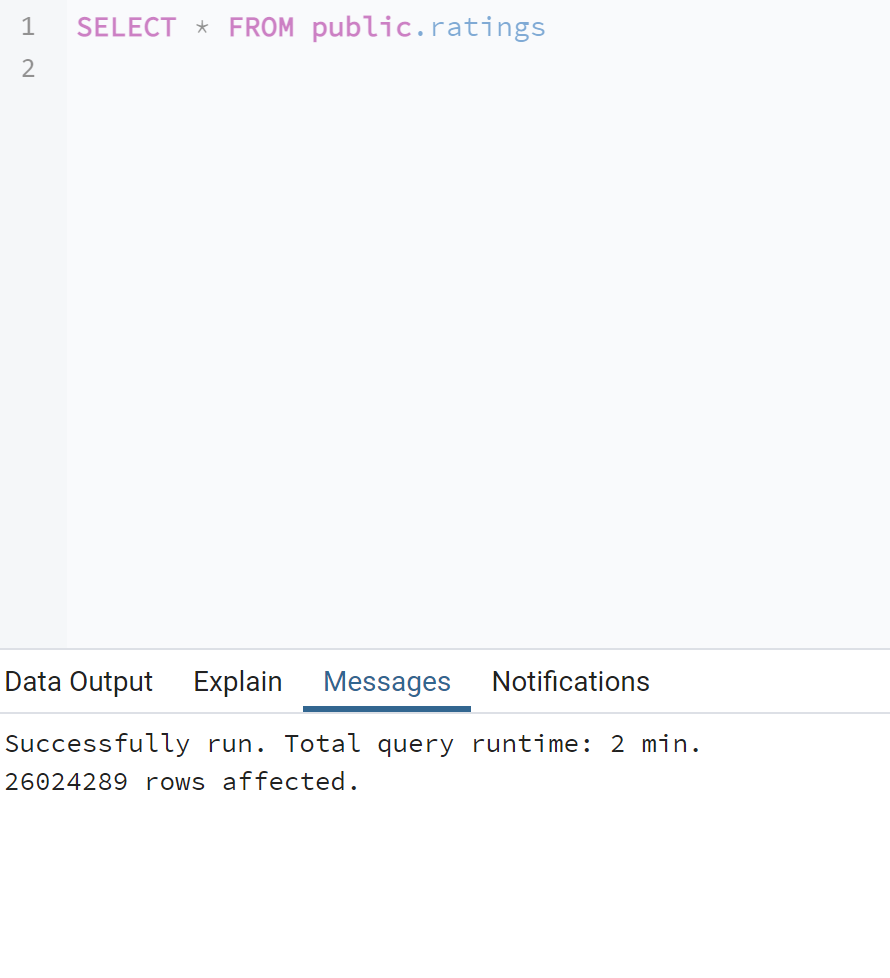 1 SELECT * FROM public.ratings
2
Data Output Explain Messages Notifications
Successfully run. Total query runtime: 2 min.
26024289 rows affected.